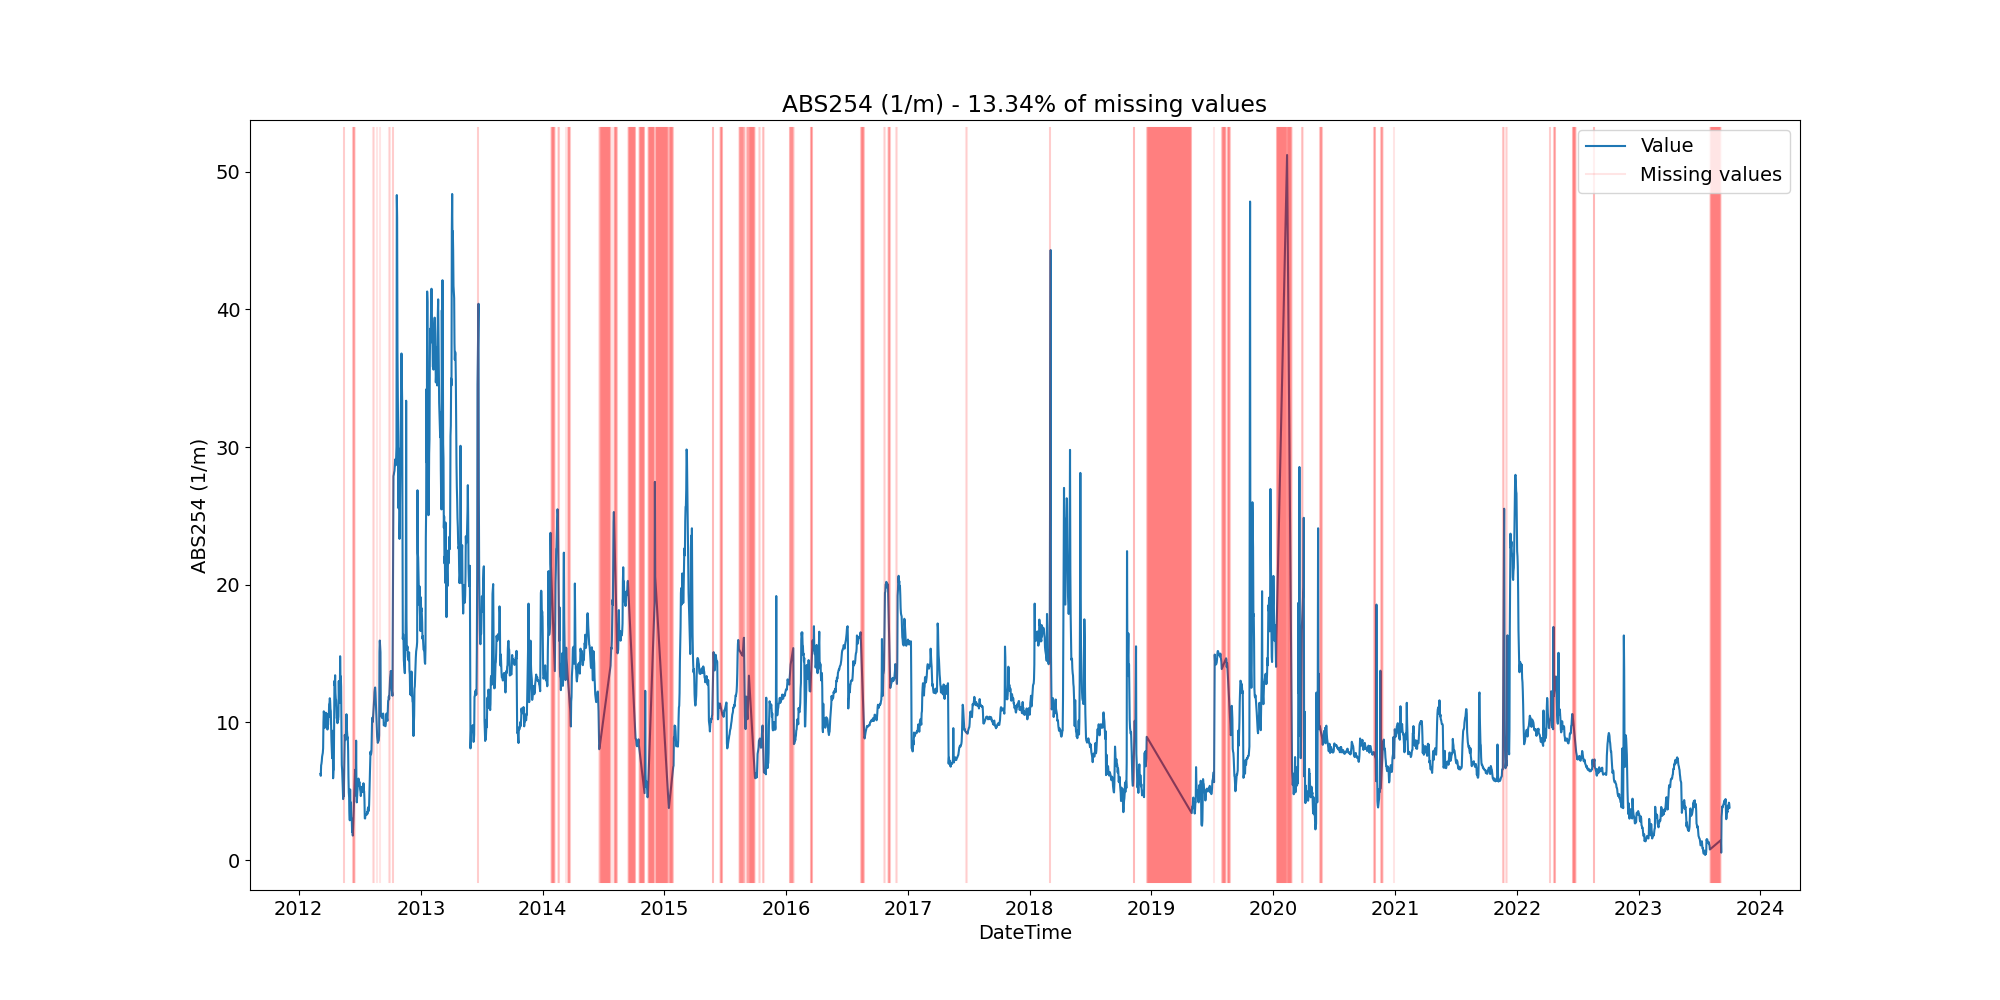 ABS254 (1/m) - 13.34% of missing values
Value
Missing values
50
40
30
20
10
0
ABS254 (1/m)
2012 2013 2014 2015 2016 2017 2018 2019 2020 2021 2022 2023 2024
DateTime